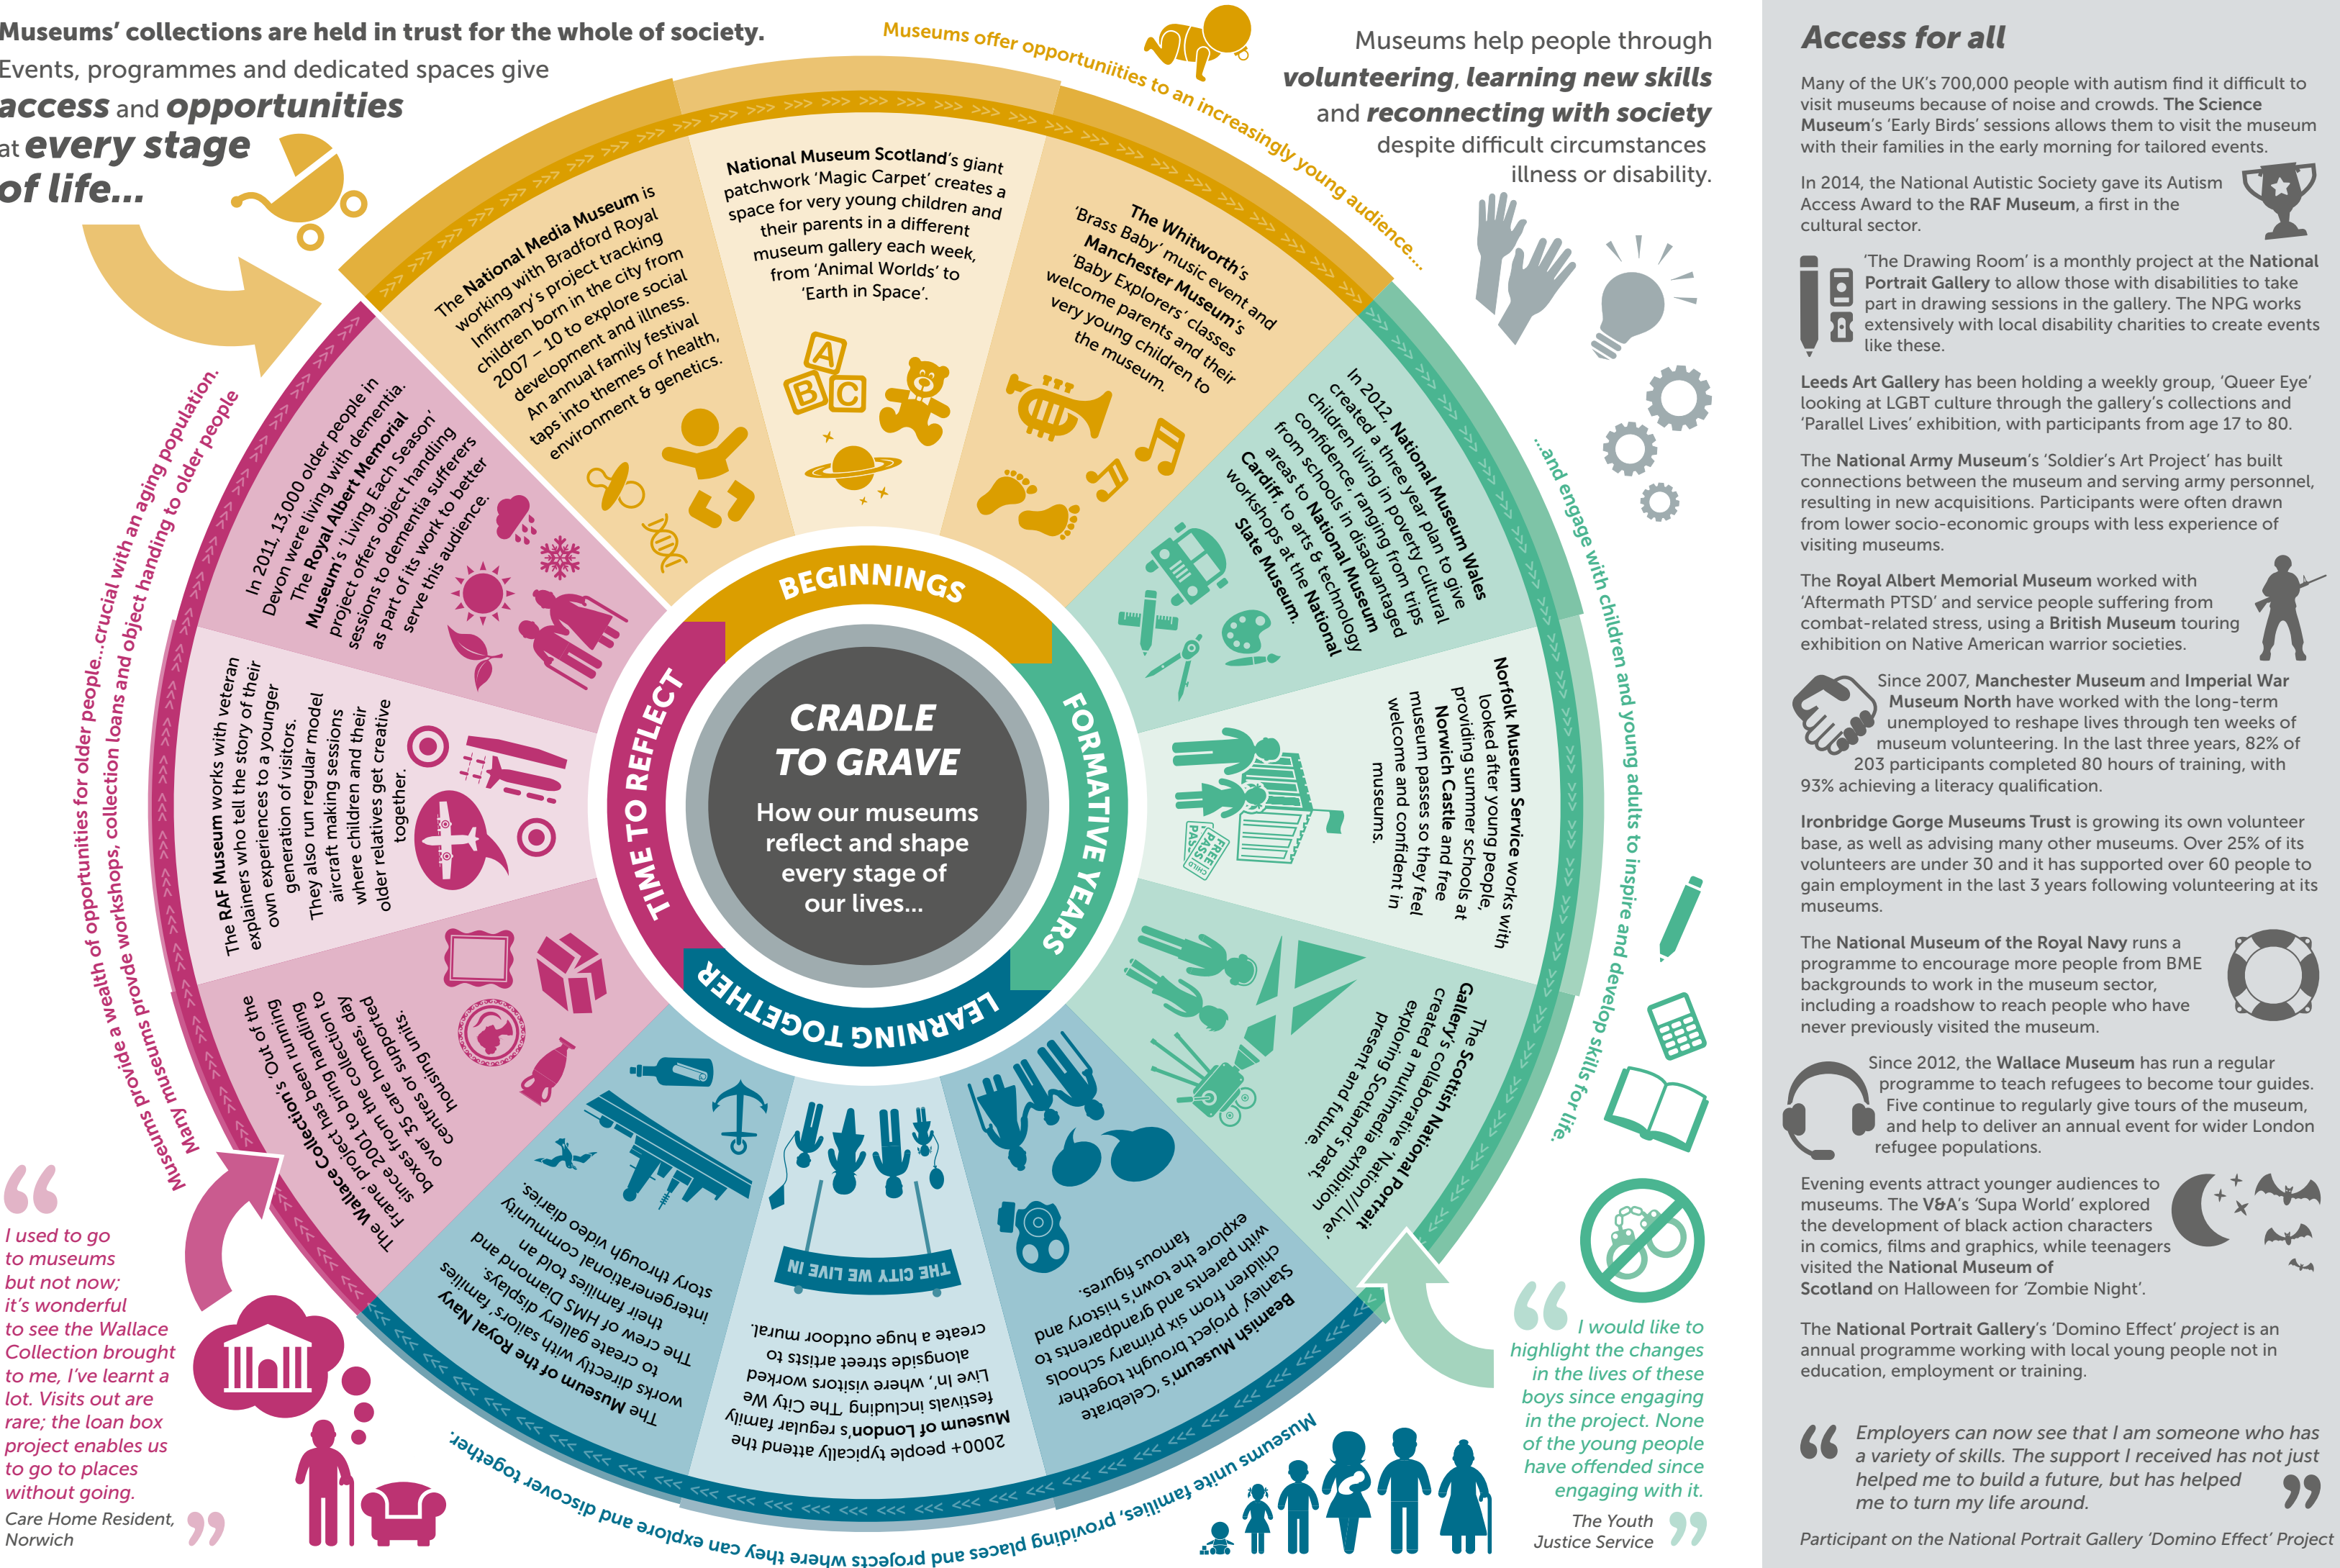 Museums’ collections are held in trust for the whole of society.
Events, programmes and dedicated spaces give
access and opportunities
at every stage
of life...
Museums offer opportuniities to an increasingly young audience....
Museums help people through
volunteering, learning new skills
and reconnecting with society
despite difficult circumstances
illness or disability.
The National Media Museum is
working with Bradford Royal
Infirmary’s project tracking
children born in the city from
2007 – 10 to explore social
development and illness.
An annual family festival
taps into themes of health,
environment & genetics.
National Museum Scotland’s giant
patchwork ‘Magic Carpet’ creates a
space for very young children and
their parents in a different
museum gallery each week,
from ‘Animal Worlds’ to
‘Earth in Space’.
A
B C
The Whitworth’s
‘Brass Baby’ music event and
Manchester Museum’s
‘Baby Explorers’ classes
welcome parents and their
very young children to
the museum.
BEGINNINGS
...and engage with children and young adults to inspire and develop skills for life.
In 2012, National Museum Wales
created a three year plan to give
children living in poverty cultural
confidence, ranging from trips
from schools in disadvantaged
areas to National Museum
Cardiff, to arts & technology
workshops at the National
Slate Museum.
Norfolk Museum Service works with
looked after young people,
providing summer schools at
Norwich Castle and free
museum passes so they feel
welcome and confident in
museums.
FREE
PASS
CHILD
PASS
The Scottish National Portrait
Gallery’s collaborative ‘Nation//Live’
created a multimedia exhibition
exploring Scotland’s past,
present and future.
FORMATIVE YEARS
CRADLE
TO GRAVE
How our museums
reflect and shape
every stage of
our lives...
LEARNING TOGETHER
Beamish Museum’s ‘Celebrate
Stanley’ project brought together
children from six primary schools
with parents and grandparents to
explore the town’s history and
famous figures.
2000+ people typically attend the
Museum of London’s regular family
festivals including ‘The City We
Live In’, where visitors worked
alongside street artists to
create a huge outdoor mural.
THE CITY WE LIVE IN
The Museum of the Royal Navy
works directly with sailors’ families
to create gallery displays.
The crew of HMS Diamond and
their families told an
intergenerational community
story through video diaries.
Museums unite families, providing places and projects where they can explore and discover together.
TIME TO REFLECT
The Wallace Collection’s ‘Out of the
Frame’ project has been running
since 2001 to bring handling
boxes from the collection to
over 35 care homes, day
centres or supported
housing units.
The RAF Museum works with veteran
explainers who tell the story of their
own experiences to a younger
generation of visitors.
They also run regular model
aircraft making sessions
where children and their
older relatives get creative
together.
In 2011, 13,000 older people in
Devon were living with dementia.
The Royal Albert Memorial
Museum’s ‘Living Each Season’
project offers object handling
sessions to dementia sufferers
as part of its work to better
serve this audience.
Museums provide a wealth of opportunities for older people...crucial with an aging population.
Many museums provde workshops, collection loans and object handing to older people
“
I used to go
to museums
but not now;
it’s wonderful
to see the Wallace
Collection brought
to me, I’ve learnt a
lot. Visits out are
rare; the loan box
project enables us
to go to places
without going.
Care Home Resident,
Norwich
”
“
I would like to
highlight the changes
in the lives of these
boys since engaging
in the project. None
of the young people
have offended since
engaging with it.
The Youth
Justice Service
”
Access for all
Many of the UK’s 700,000 people with autism find it difficult to
visit museums because of noise and crowds. The Science
Museum’s ‘Early Birds’ sessions allows them to visit the museum
with their families in the early morning for tailored events.
In 2014, the National Autistic Society gave its Autism
Access Award to the RAF Museum, a first in the
cultural sector.
‘The Drawing Room’ is a monthly project at the National
Portrait Gallery to allow those with disabilities to take
part in drawing sessions in the gallery. The NPG works
extensively with local disability charities to create events
like these.
Leeds Art Gallery has been holding a weekly group, ‘Queer Eye’
looking at LGBT culture through the gallery’s collections and
‘Parallel Lives’ exhibition, with participants from age 17 to 80.
The National Army Museum’s ‘Soldier’s Art Project’ has built
connections between the museum and serving army personnel,
resulting in new acquisitions. Participants were often drawn
from lower socio-economic groups with less experience of
visiting museums.
The Royal Albert Memorial Museum worked with
‘Aftermath PTSD’ and service people suffering from
combat-related stress, using a British Museum touring
exhibition on Native American warrior societies.
Since 2007, Manchester Museum and Imperial War
Museum North have worked with the long-term
unemployed to reshape lives through ten weeks of
museum volunteering. In the last three years, 82% of
203 participants completed 80 hours of training, with
93% achieving a literacy qualification.
Ironbridge Gorge Museums Trust is growing its own volunteer
base, as well as advising many other museums. Over 25% of its
volunteers are under 30 and it has supported over 60 people to
gain employment in the last 3 years following volunteering at its
museums.
The National Museum of the Royal Navy runs a
programme to encourage more people from BME
backgrounds to work in the museum sector,
including a roadshow to reach people who have
never previously visited the museum.
Since 2012, the Wallace Museum has run a regular
programme to teach refugees to become tour guides.
Five continue to regularly give tours of the museum,
and help to deliver an annual event for wider London
refugee populations.
Evening events attract younger audiences to
museums. The V&A’s ‘Supa World’ explored
the development of black action characters
in comics, films and graphics, while teenagers
visited the National Museum of
Scotland on Halloween for ‘Zombie Night’.
The National Portrait Gallery’s ‘Domino Effect’ project is an
annual programme working with local young people not in
education, employment or training.
“ Employers can now see that I am someone who has
a variety of skills. The support I received has not just
helped me to build a future, but has helped
me to turn my life around. ”
Participant on the National Portrait Gallery ‘Domino Effect’ Project